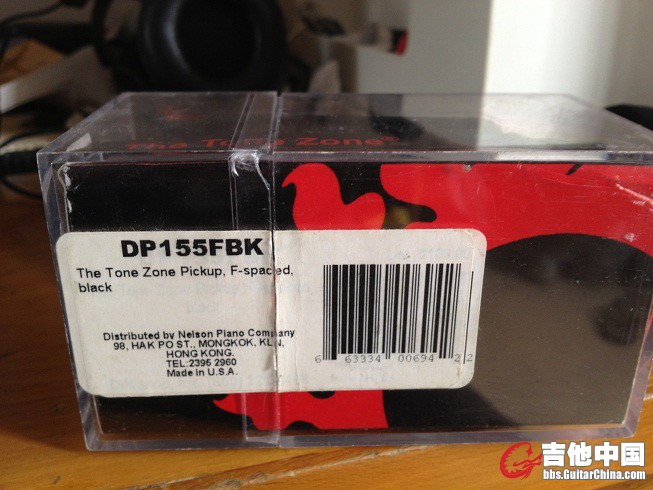 The Tone Zone®
DP155FBK
The Tone Zone Pickup, F-spaced,
black
Distributed by Nelson Piano Company
98, HAK PO ST., MONGKOK, KLN,
HONG KONG.
TEL:2395 2960
Made in U.S.A.
6 63334 00694 2 2
吉他中国
bbs.GuitarChina.com